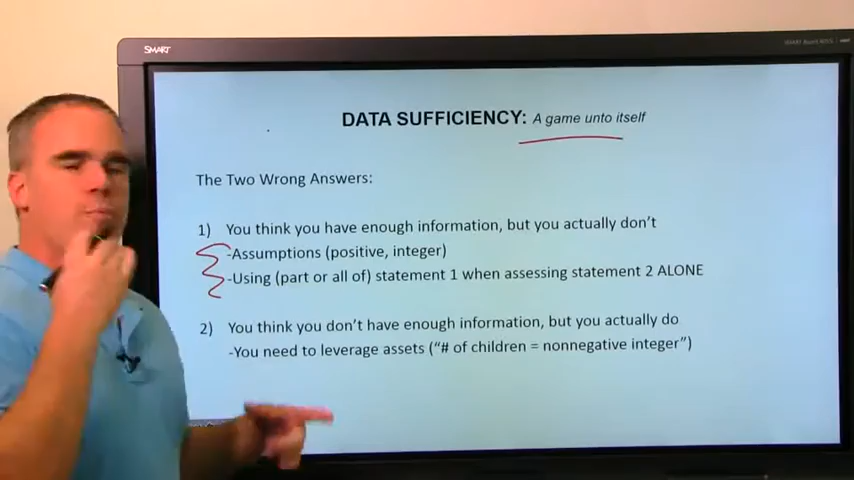 SMART
DATA SUFFICIENCY: A game unto itself
The Two Wrong Answers:
1) You think you have enough information, but you actually don't
-Assumptions (positive, integer)
-Using (part or all of) statement 1 when assessing statement 2 ALONE
2) You think you don't have enough information, but you actually do
-You need to leverage assets ("# of children = nonnegative integer")